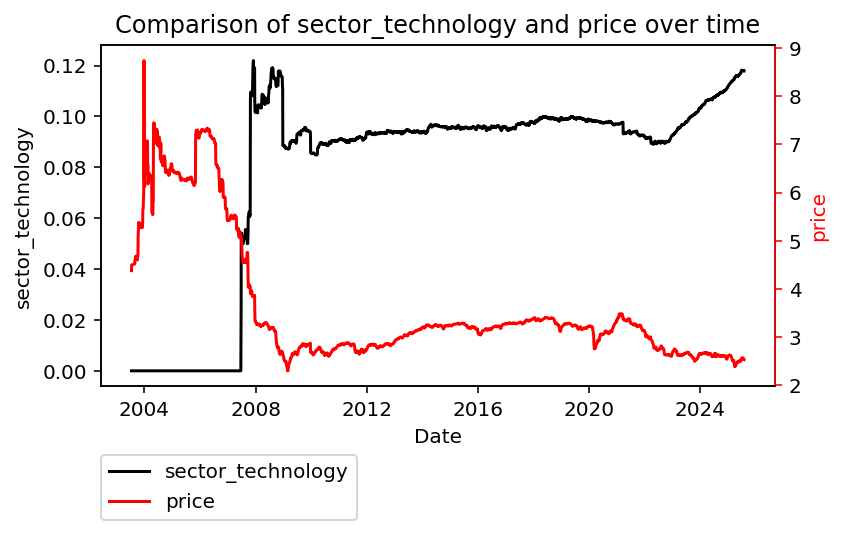 Comparison of sector_technology and price over time
sector_technology
0.12
0.10
0.08
0.06
0.04
0.02
0.00
9
8
7
6
5
4
3
2
price
2004 2008 2012 2016 2020 2024
Date
sector_technology
price